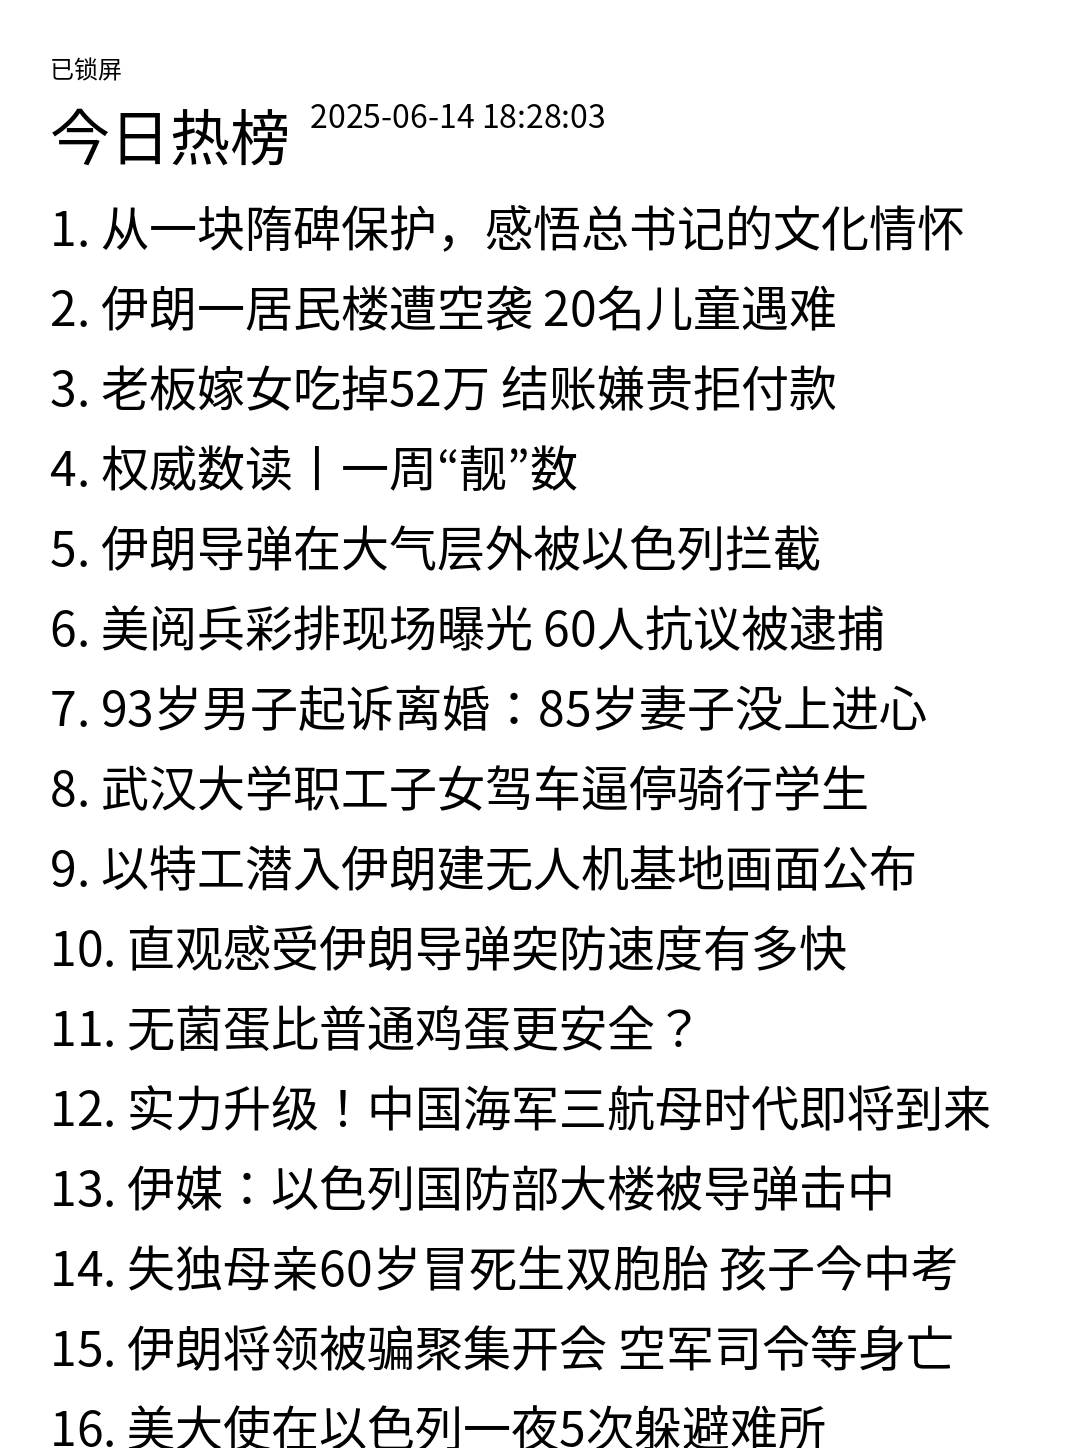 已锁屏
今日热榜 2025-06-14 18:28:03
1. 从一块隋碑保护，感悟总书记的文化情怀
2. 伊朗一居民楼遭空袭 20名儿童遇难
3. 老板嫁女吃掉52万 结账嫌贵拒付款
4. 权威数读丨一周“靓”数
5. 伊朗导弹在大气层外被以色列拦截
6. 美阅兵彩排现场曝光 60人抗议被逮捕
7. 93岁男子起诉离婚：85岁妻子没上进心
8. 武汉大学职工子女驾车逼停骑行学生
9. 以特工潜入伊朗建无人机基地画面公布
10. 直观感受伊朗导弹突防速度有多快
11. 无菌蛋比普通鸡蛋更安全？
12. 实力升级！中国海军三航母时代即将到来
13. 伊媒：以色列国防部大楼被导弹击中
14. 失独母亲60岁冒死生双胞胎 孩子今中考
15. 伊朗将领被骗聚集开会 空军司令等身亡
16. 美大使在以色列一夜5次躲避难所